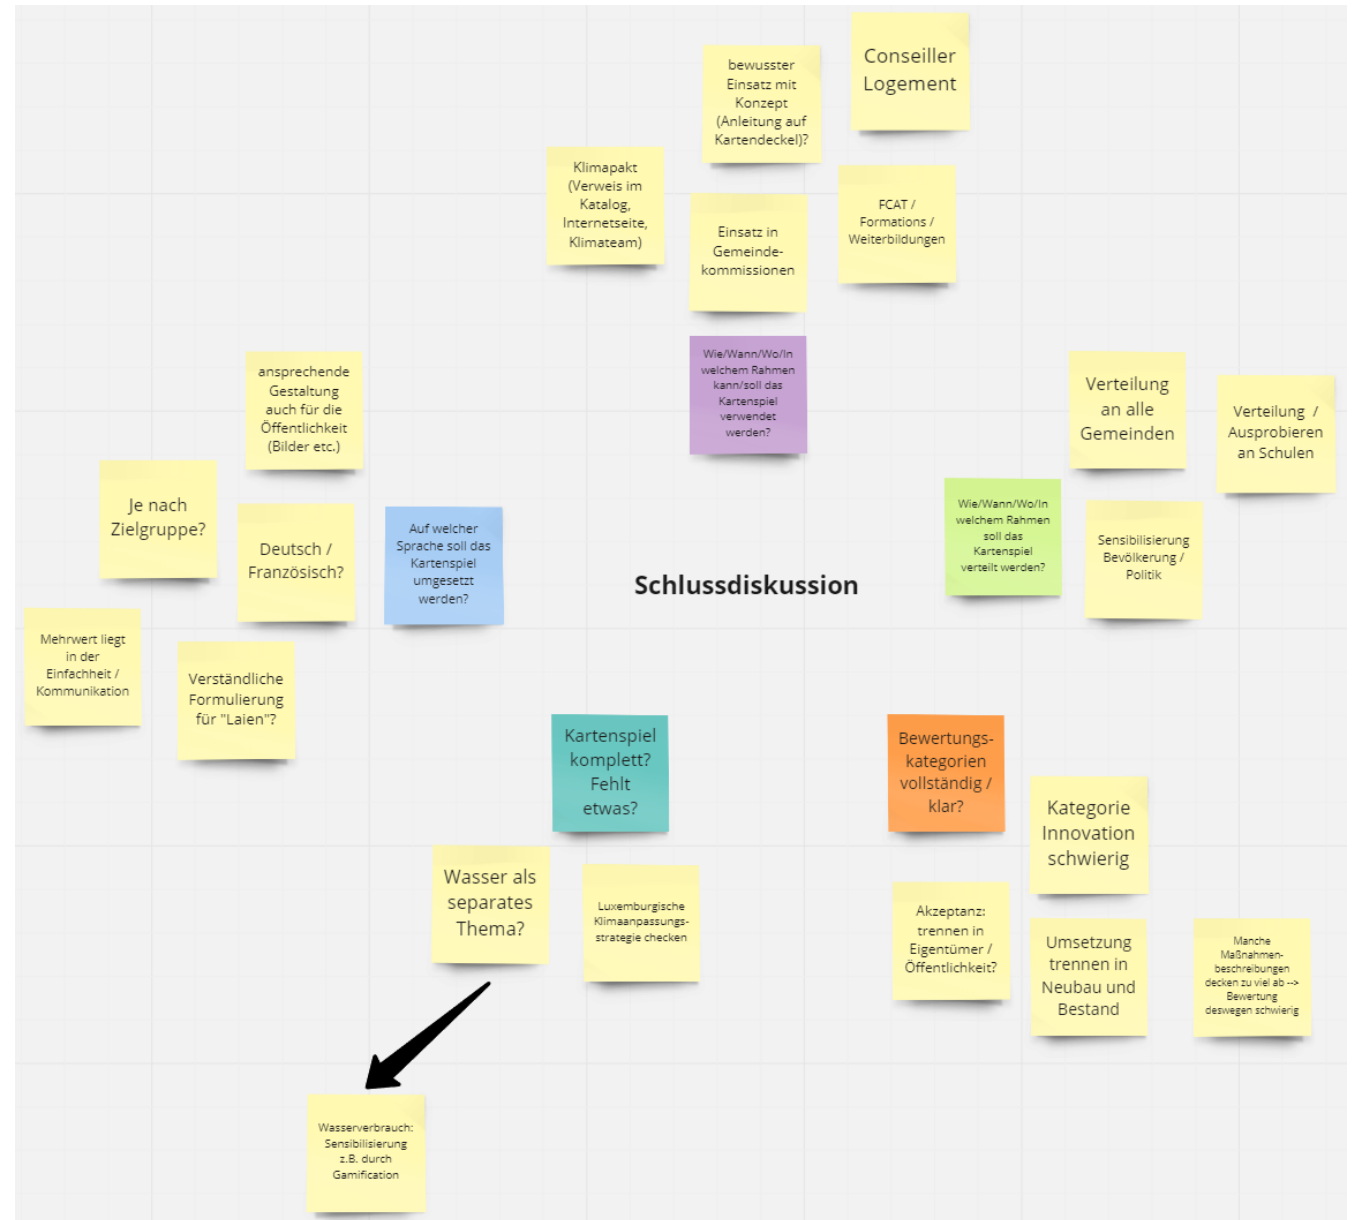 Conseiller
Logement
bewusster
Einsatz mit
Konzept
(Anleitung auf
Kartendeckel)?
Klimapakt
(Verweis im
Katalog,
Internetseite,
Klimateam)
Einsatz in
Gemeinde-
kommissionen
FCAT /
Formations /
Weiterbildungen
Wie/Wann/Wo/In
welchem Rahmen
kann/soll das
Kartenspiel
verwendet
werden?
ansprechende
Gestaltung
auch für die
Öffentlichkeit
(Bilder etc.)
Je nach
Zielgruppe?
Deutsch /
Französisch?
Auf welcher
Sprache soll das
Kartenspiel
umgesetzt
werden?
Mehrwert liegt
in der
Einfachheit /
Kommunikation
Verständliche
Formulierung
für "Laien"?
Schlussdiskussion
Verteilung
an alle
Gemeinden
Verteilung /
Ausprobieren
an Schulen
Wie/Wann/Wo/In
welchem Rahmen
soll das
Kartenspiel
verteilt werden?
Sensibilisierung
Bevölkerung /
Politik
Kartenspiel
komplett?
Fehlt
etwas?
Wasser als
separates
Thema?
Luxemburgische
Klimaanpassungs-
strategie checken
Wasserverbrauch:
Sensibilisierung
z.B. durch
Gamification
Bewertungs-
kategorien
vollständig /
klar?
Kategorie
Innovation
schwierig
Akzeptanz:
trennen in
Eigentümer /
Öffentlichkeit?
Umsetzung
trennen in
Neubau und
Bestand
Manche
Maßnahmen-
beschreibungen
decken zu viel ab -->
Bewertung
deswegen schwierig